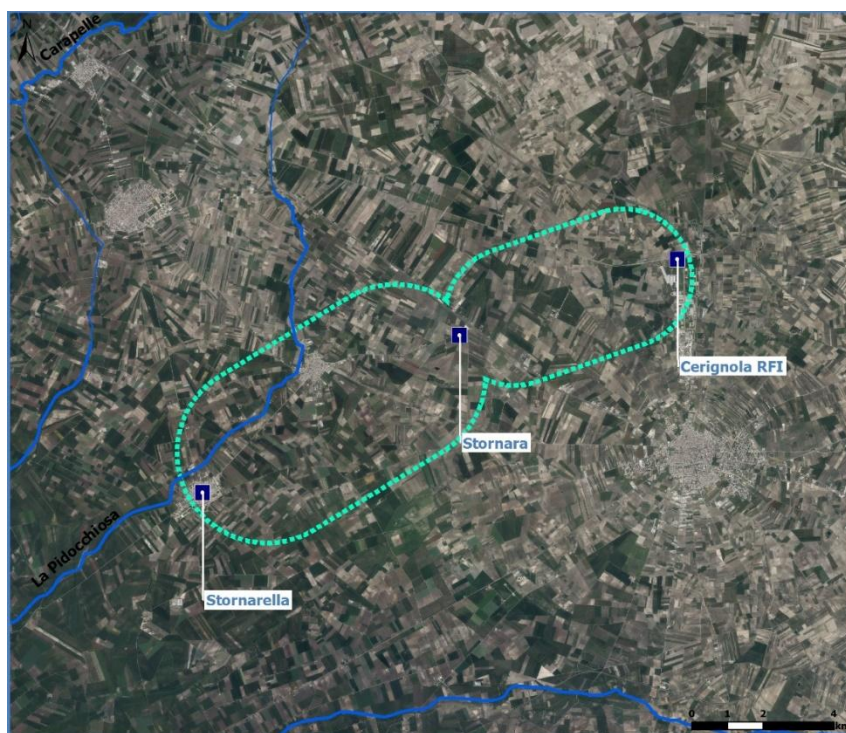 N
Carapelle
Cerignola RFI
Stornara
La Pidocchiosa
Stornarella
0 1 2 4
km